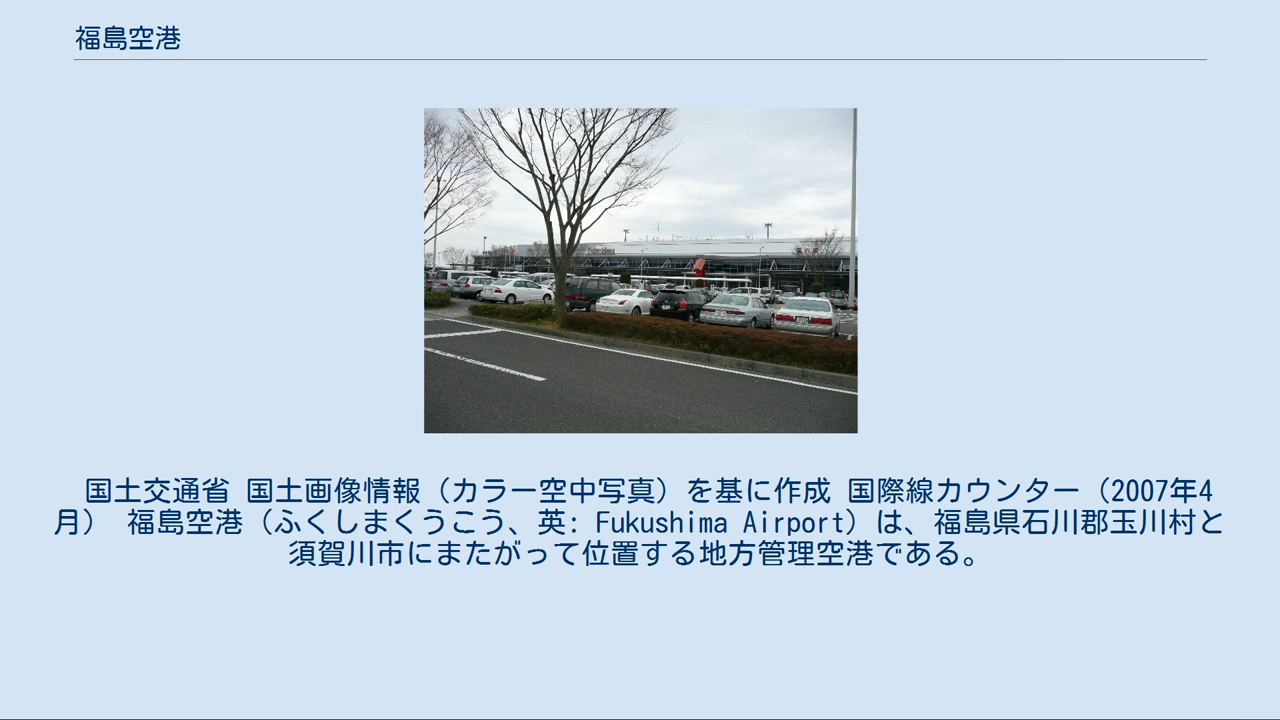 福島空港
国土交通省 国土画像情報（カラー空中写真）を基に作成 国際線カウンター（2007年4
月） 福島空港（ふくしまくうこう、英: Fukushima Airport）は、福島県石川郡玉川村と
須賀川市にまたがって位置する地方管理空港である。